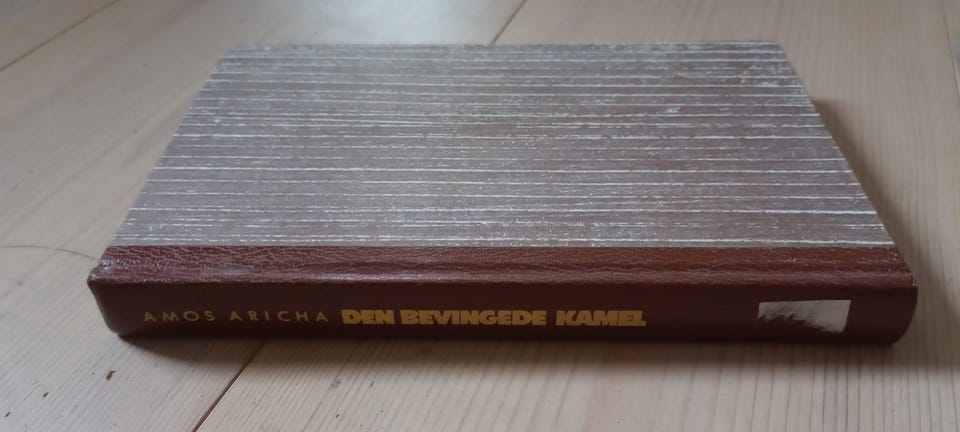 AMOS ARICHA DEN BEVINGEDE KAMEL